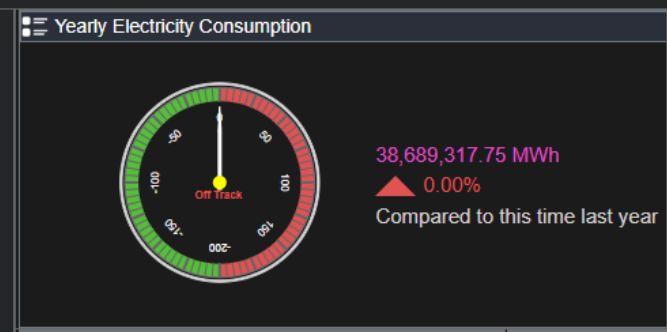 Yearly Electricity Consumption
0
-50
50
-100
100
Off Track
-150
150
-200
38,689,317.75 MWh
0.00%
Compared to this time last year